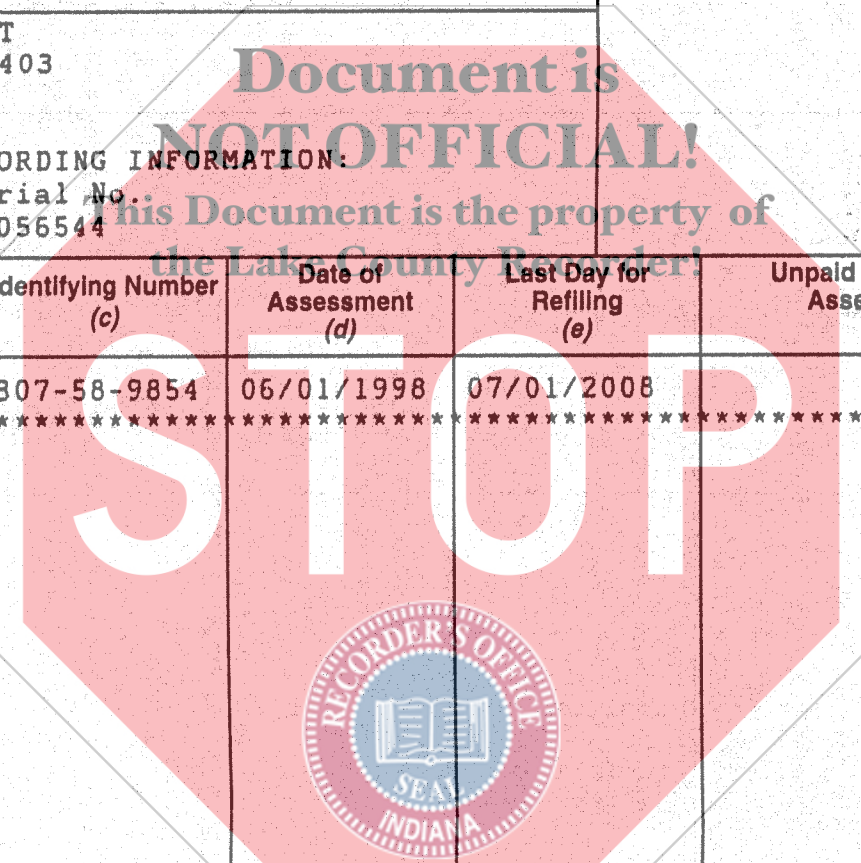 T
403
Document is
NOT OFFICIAL!
ORDING INFORMATION:
rial No.
This Document is the property of
056544
the Lake County Recorder!
dentifying Number
(c)
Date of
Assessment
(d)
Last Day for
Refiling
(e)
Unpaid
Asse
307-58-9854 06/01/1998 07/01/2008
STOP
RECORDER'S OFFICE
SEAL
INDIANA